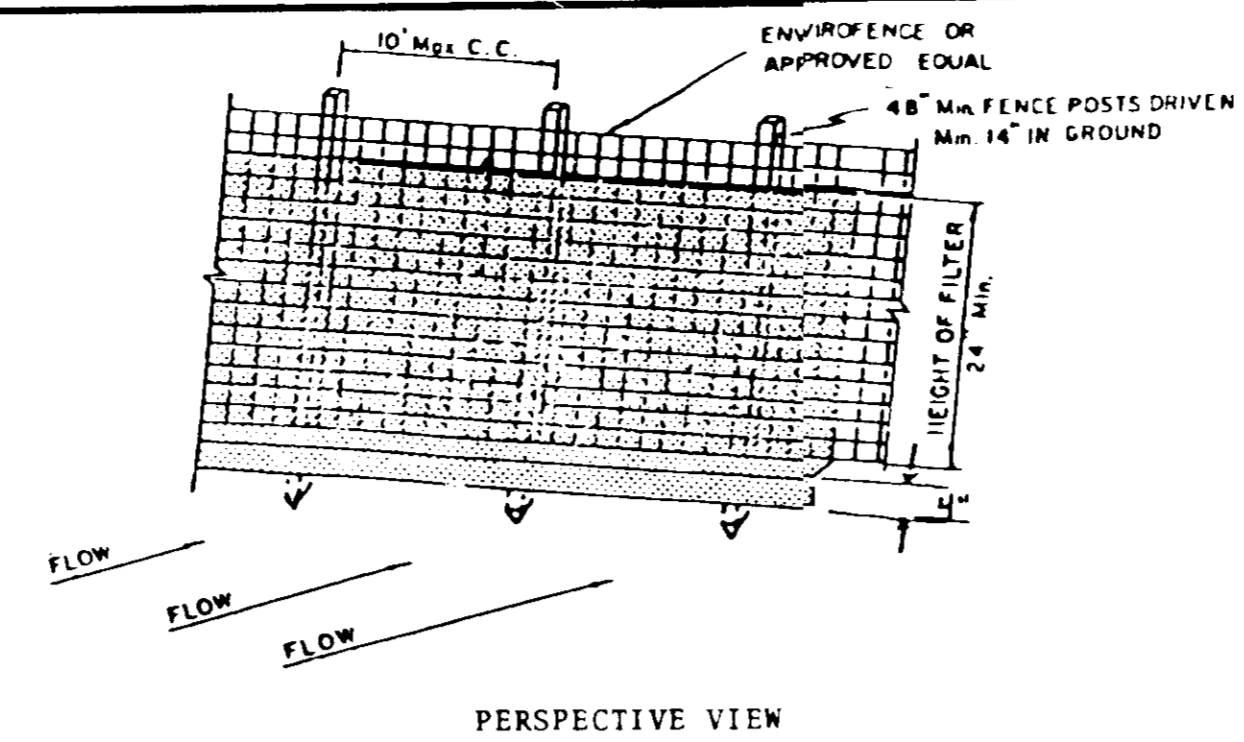 10' Max C.C.
ENVIROFENCE OR
APPROVED EQUAL
48" Min. FENCE POSTS DRIVEN
Min. 14" IN GROUND
HEIGHT OF FILTER
24" Min.
FLOW
FLOW
FLOW
PERSPECTIVE VIEW